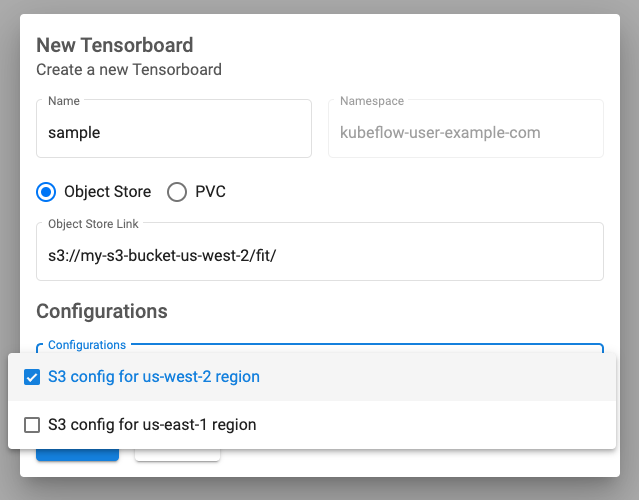 New Tensorboard
Create a new Tensorboard
Name
Namespace
sample
kubeflow-user-example-com
Object Store
PVC
Object Store Link
s3://my-s3-bucket-us-west-2/fit/
Configurations
Configurations
S3 config for us-west-2 region
S3 config for us-east-1 region